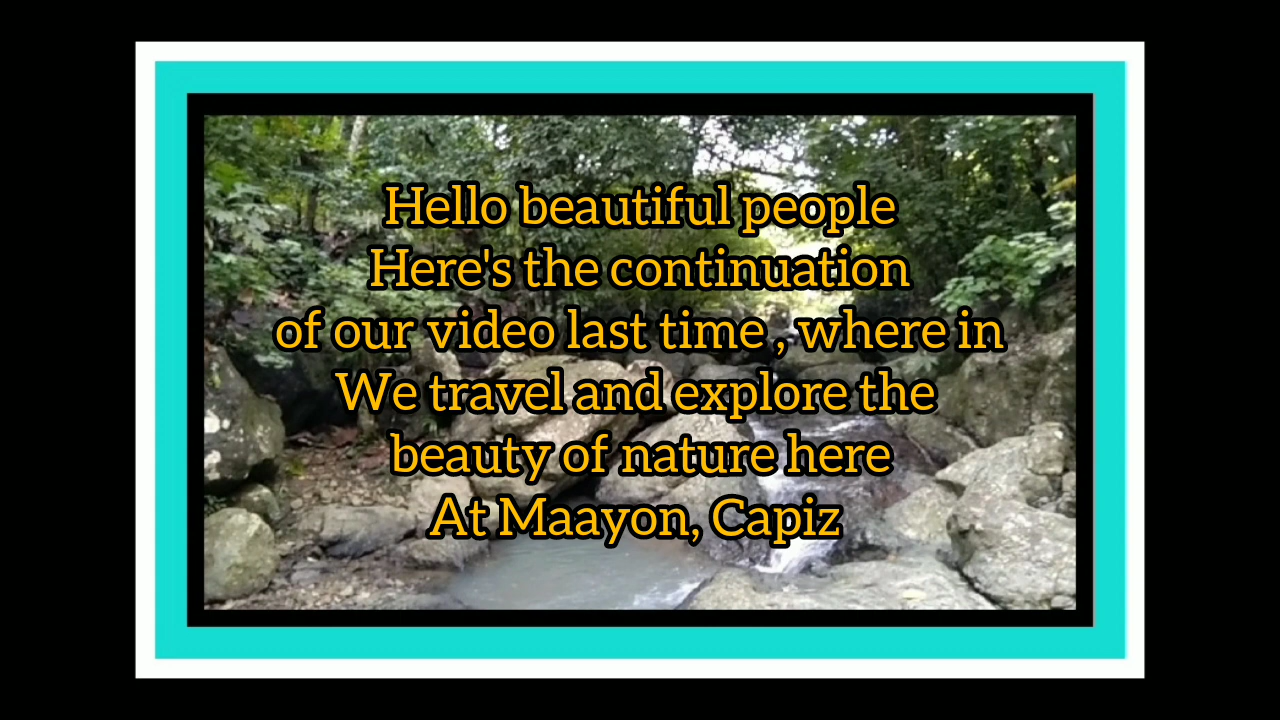 Hello beautiful people
Here's the continuation
of our video last time , where in
We travel and explore the
beauty of nature here
At Maayon, Capiz